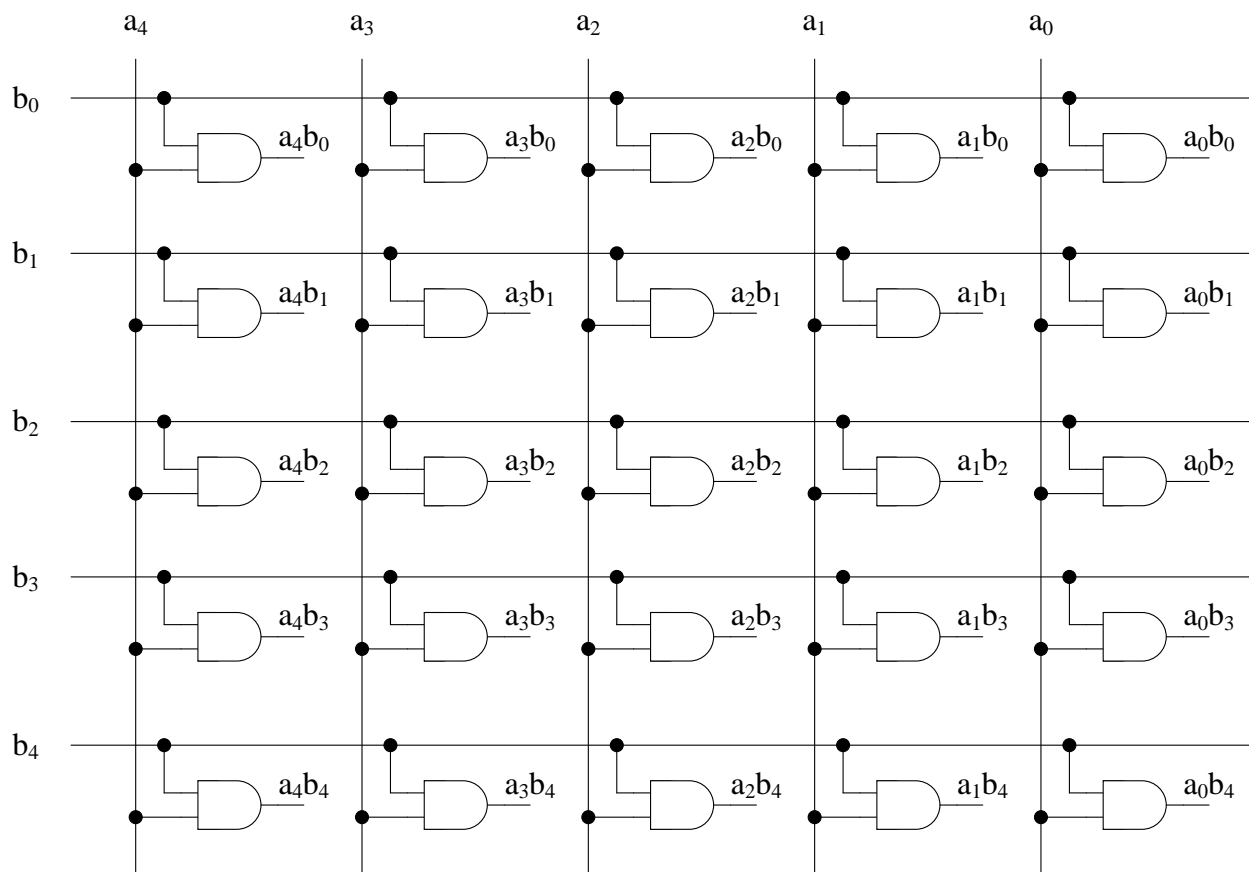 a₄ a₃ a₂ a₁ a₀
b₀
a₄b₀ a₃b₀ a₂b₀ a₁b₀ a₀b₀
b₁
a₄b₁ a₃b₁ a₂b₁ a₁b₁ a₀b₁
b₂
a₄b₂ a₃b₂ a₂b₂ a₁b₂ a₀b₂
b₃
a₄b₃ a₃b₃ a₂b₃ a₁b₃ a₀b₃
b₄
a₄b₄ a₃b₄ a₂b₄ a₁b₄ a₀b₄